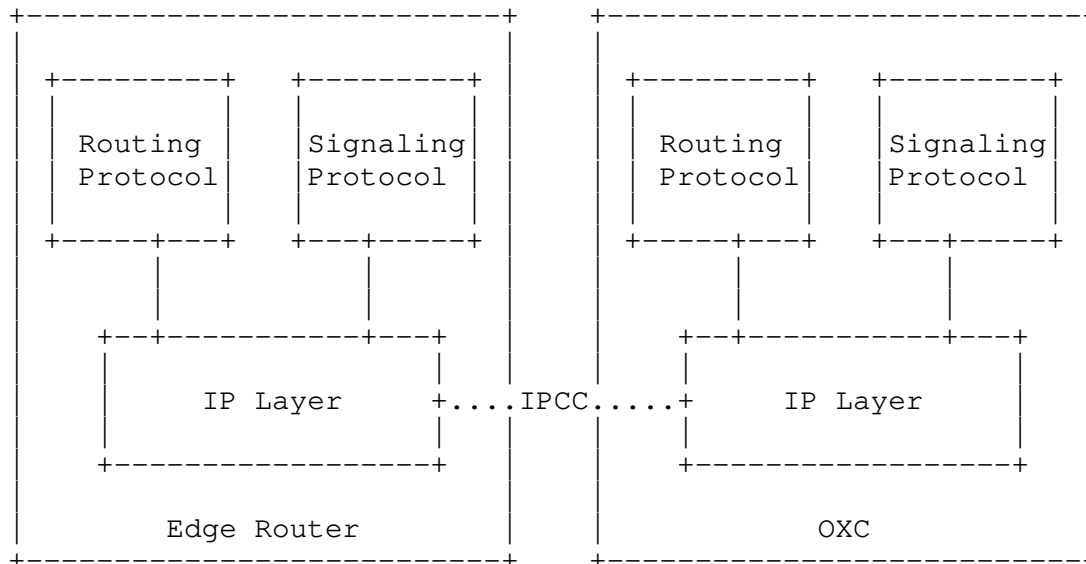 Routing Signaling Routing Signaling
Protocol Protocol Protocol Protocol
IP Layer ....IPCC..... IP Layer
Edge Router OXC